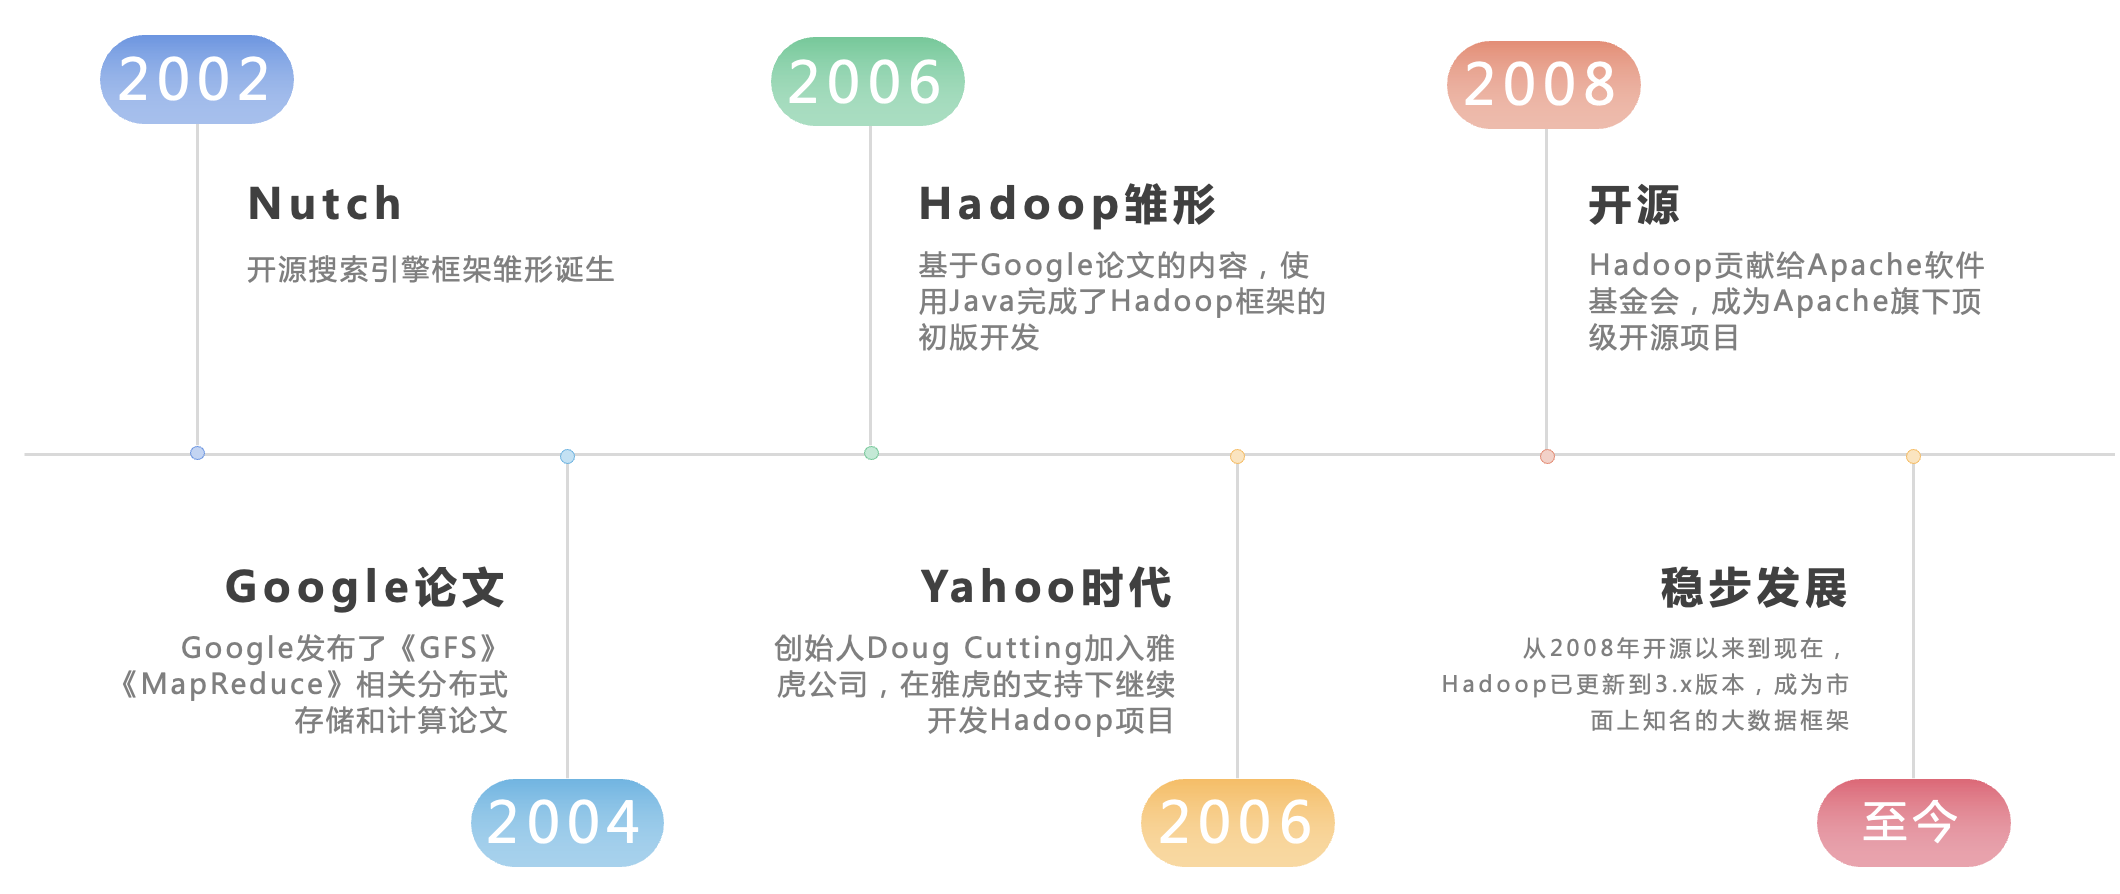 2002
Nutch
开源搜索引擎框架雏形诞生
Google论文
Google发布了《GFS》
《MapReduce》相关分布式
存储和计算论文
2004
2006
Hadoop雏形
基于Google论文的内容，使
用Java完成了Hadoop框架的
初版开发
Yahoo时代
创始人Doug Cutting加入雅
虎公司，在雅虎的支持下继续
开发Hadoop项目
2006
2008
开源
Hadoop贡献给Apache软件
基金会，成为Apache旗下顶
级开源项目
稳步发展
从2008年开源以来到现在，
Hadoop已更新到3.x版本，成为市
面上知名的大数据框架
至今